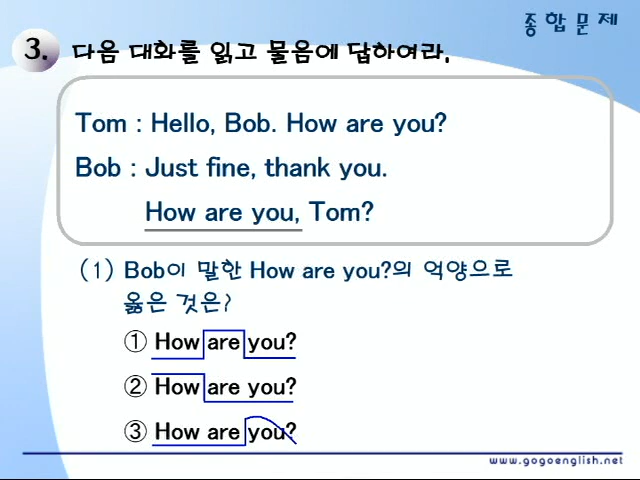 종합문제
3. 다음 대화를 읽고 물음에 답하여라.
Tom : Hello, Bob. How are you?
Bob : Just fine, thank you.
How are you, Tom?
(1) Bob이 말한 How are you?의 억양으로
옳은 것은?
① How are you?
② How are you?
③ How are you?
www.gogoenglish.net